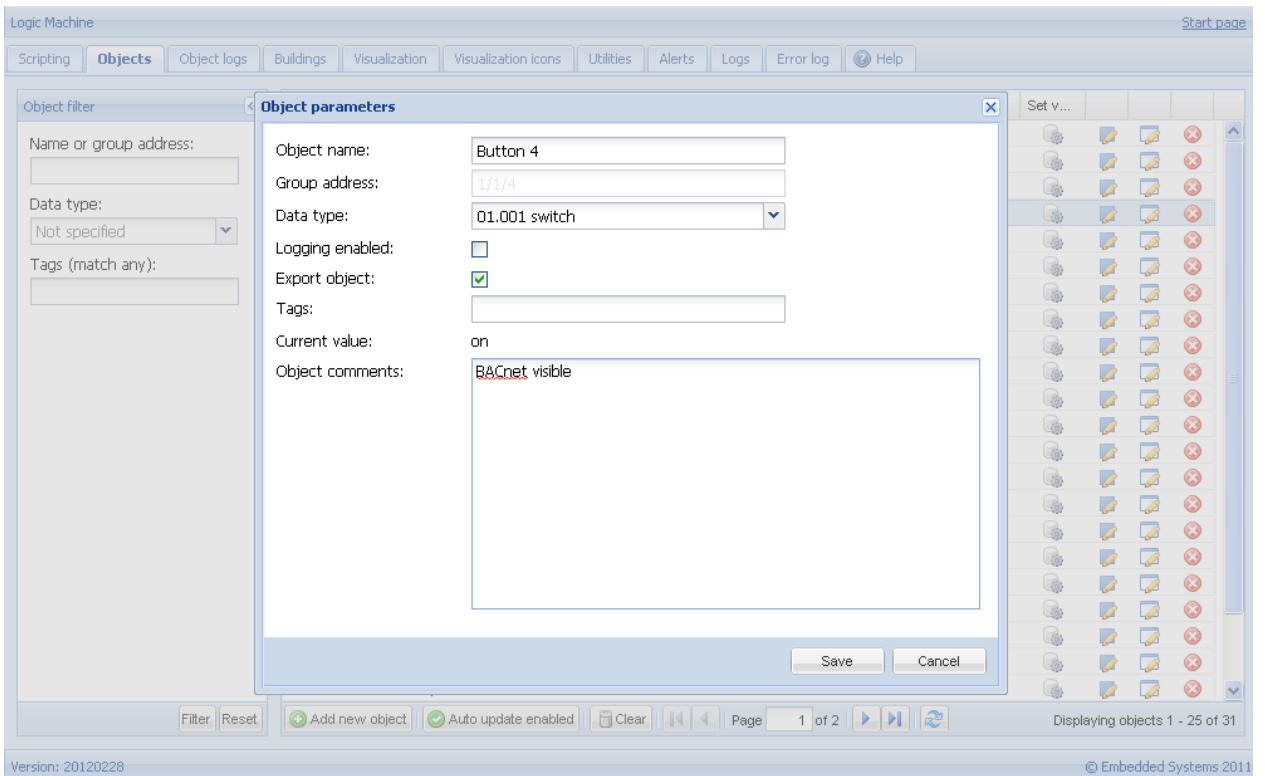 Logic Machine Start page
Scripting Objects Object logs Buildings Visualization Visualization icons Utilities Alerts Logs Error log Help
Object filter
Name or group address:
Data type:
Not specified
Tags (match any):
Filter Reset
Object parameters
Object name: Button 4
Group address: 1/1/4
Data type: 01.001 switch
Logging enabled:
Export object:
Tags:
Current value: on
Object comments: BACnet visible
Save Cancel
Set v...
Add new object Auto update enabled Clear Page 1 of 2 Displaying objects 1 - 25 of 31
Version: 20120228 © Embedded Systems 2011